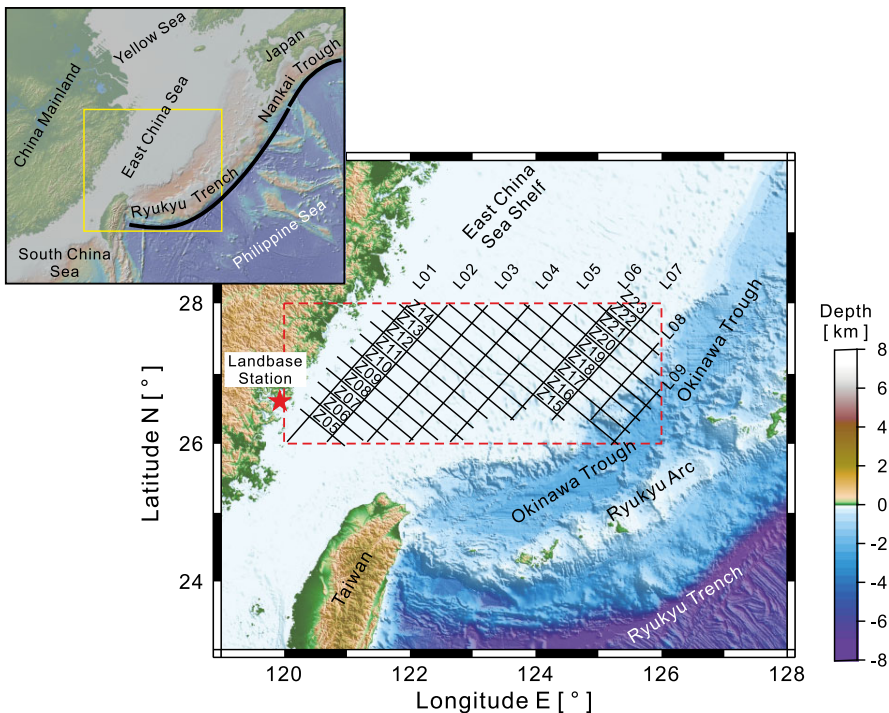 Yellow Sea
Japan
China Mainland
East China Sea
Nankai Trough
Ryukyu Trench
Philippine Sea
South China
Sea
East China
Sea Shelf
L01
L02
L03
L04
L05
L06
L07
L08
L09
Z14
Z13
Z12
Z11
Z10
Z09
Z08
Z07
Z06
Z05
Z23
Z22
Z21
Z20
Z19
Z18
Z17
Z16
Z15
Landbase
Station
Okinawa Trough
Okinawa Trough
Ryukyu Arc
Ryukyu Trench
Taiwan
28
26
24
Latitude N [ ° ]
120
122
124
126
128
Longitude E [ ° ]
Depth
[ km ]
8
6
4
2
0
-2
-4
-6
-8